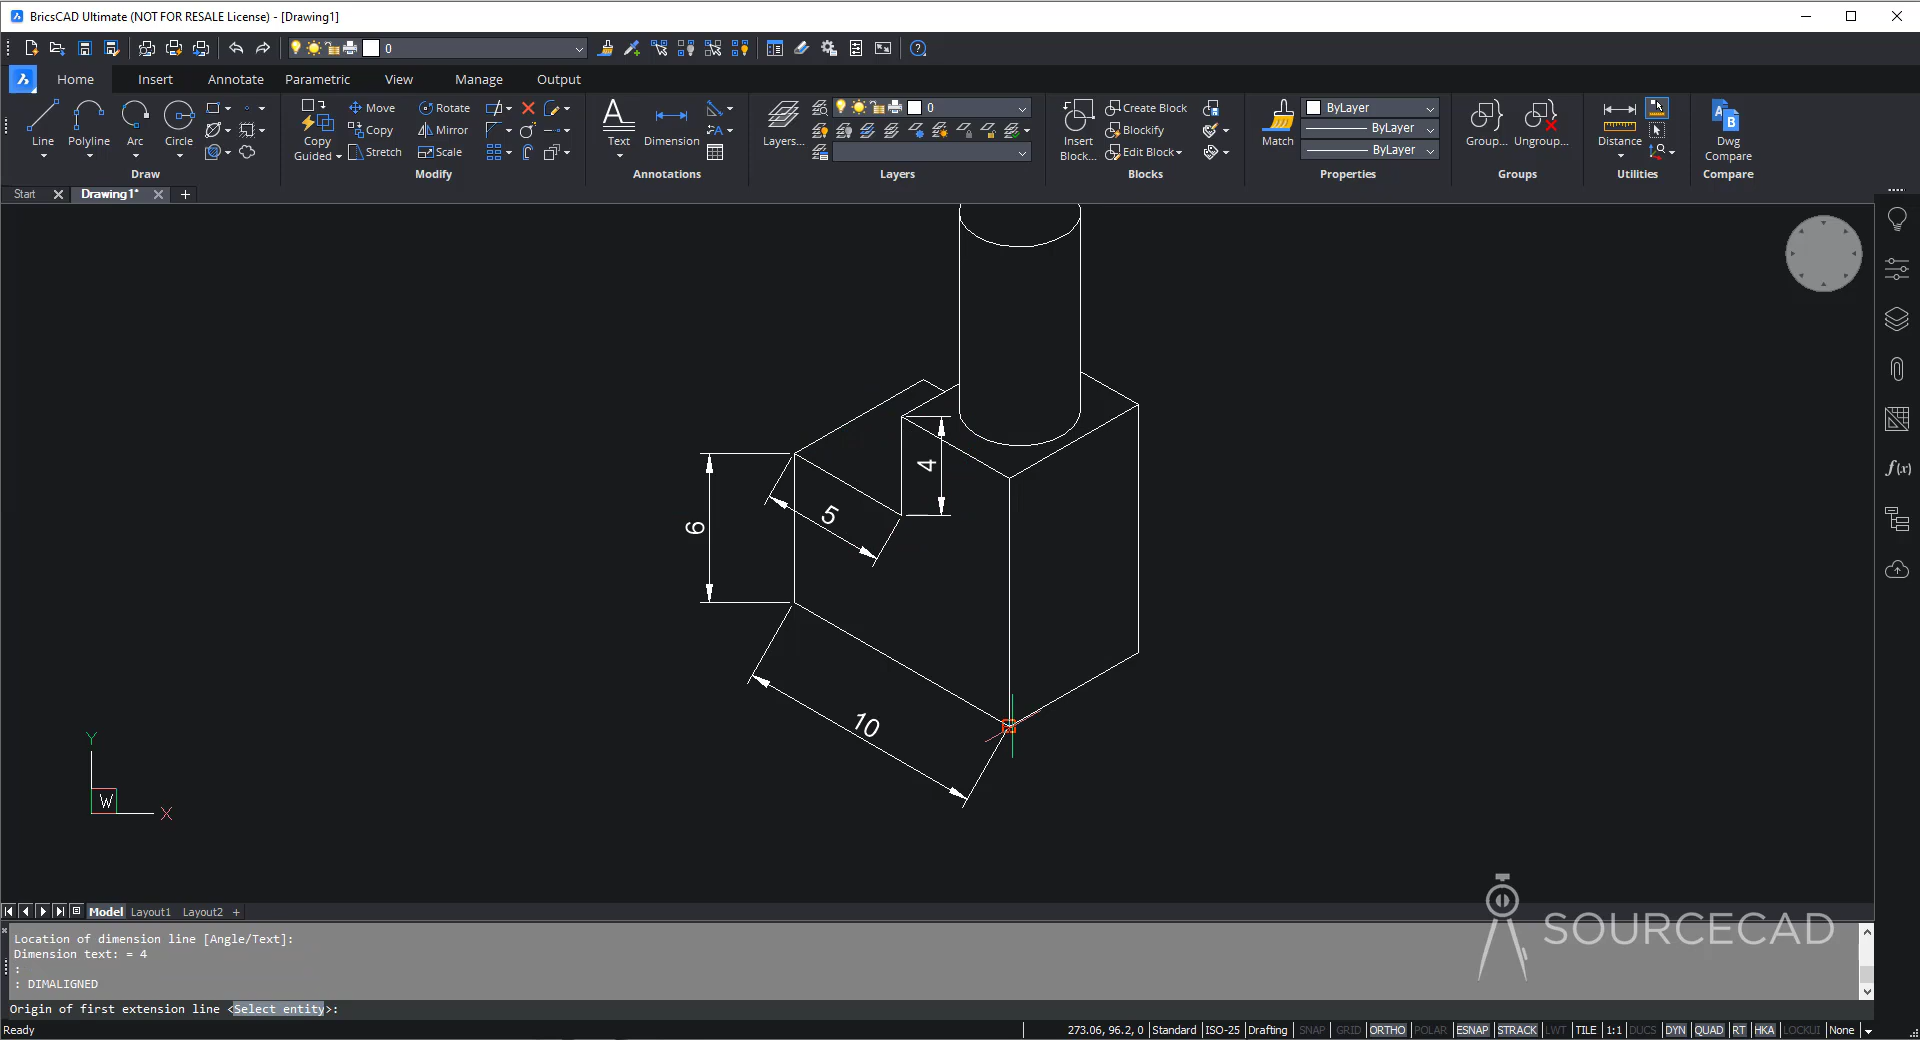 BricsCAD Ultimate (NOT FOR RESALE License) - [Drawing1]
0
Home Insert Annotate Parametric View Manage Output
Line Polyline Arc Circle
Draw
Copy Guided
Move
Copy
Stretch
Rotate
Mirror
Scale
Modify
Text Dimension
Annotations
Layers...
0
Layers
Insert Block...
Create Block
Blockify
Edit Block
Blocks
Match
ByLayer
ByLayer
ByLayer
Properties
Group... Ungroup...
Groups
Distance
Utilities
Dwg Compare
Compare
Start Drawing1* +
f(x)
4
5
6
10
Y
W
X
Model Layout1 Layout2 +
SOURCECAD
Location of dimension line [Angle/Text]:
Dimension text: = 4
:
: DIMALIGNED
Origin of first extension line <Select entity>:
Ready
273.06, 96.2, 0 Standard ISO-25 Drafting SNAP GRID ORTHO POLAR ESNAP STRACK LWT TILE 1:1 DUCS DYN QUAD RT HKA LOCKUI None